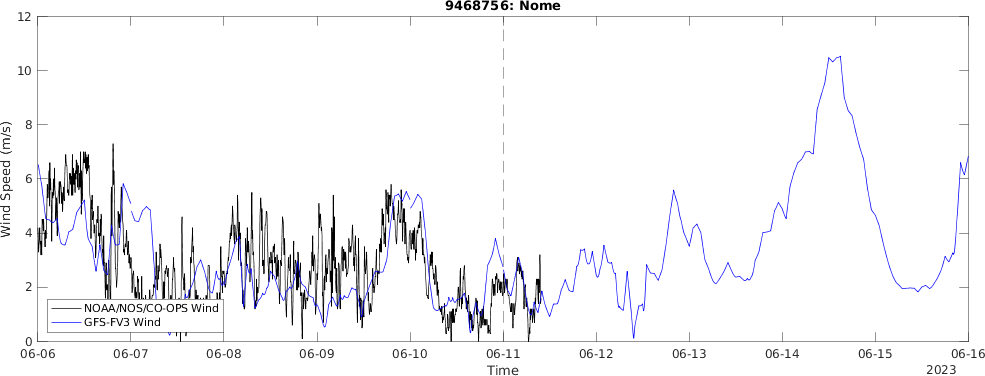 9468756: Nome
12
10
8
6
4
2
0
Wind Speed (m/s)
NOAA/NOS/CO-OPS Wind
GFS-FV3 Wind
06-06 06-07 06-08 06-09 06-10 06-11 06-12 06-13 06-14 06-15 06-16
Time
2023